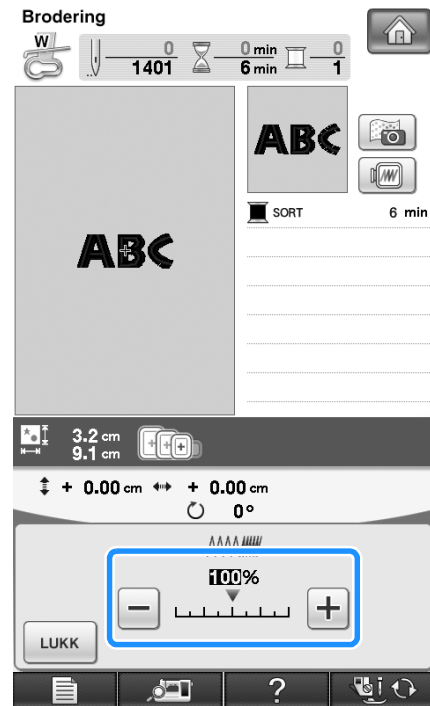 Brodering
W
0
1401
0 min
6 min
0
1
ABC
ABC
SORT 6 min
3.2 cm
9.1 cm
+ 0.00 cm + 0.00 cm
0°
100%
− +
LUKK
?